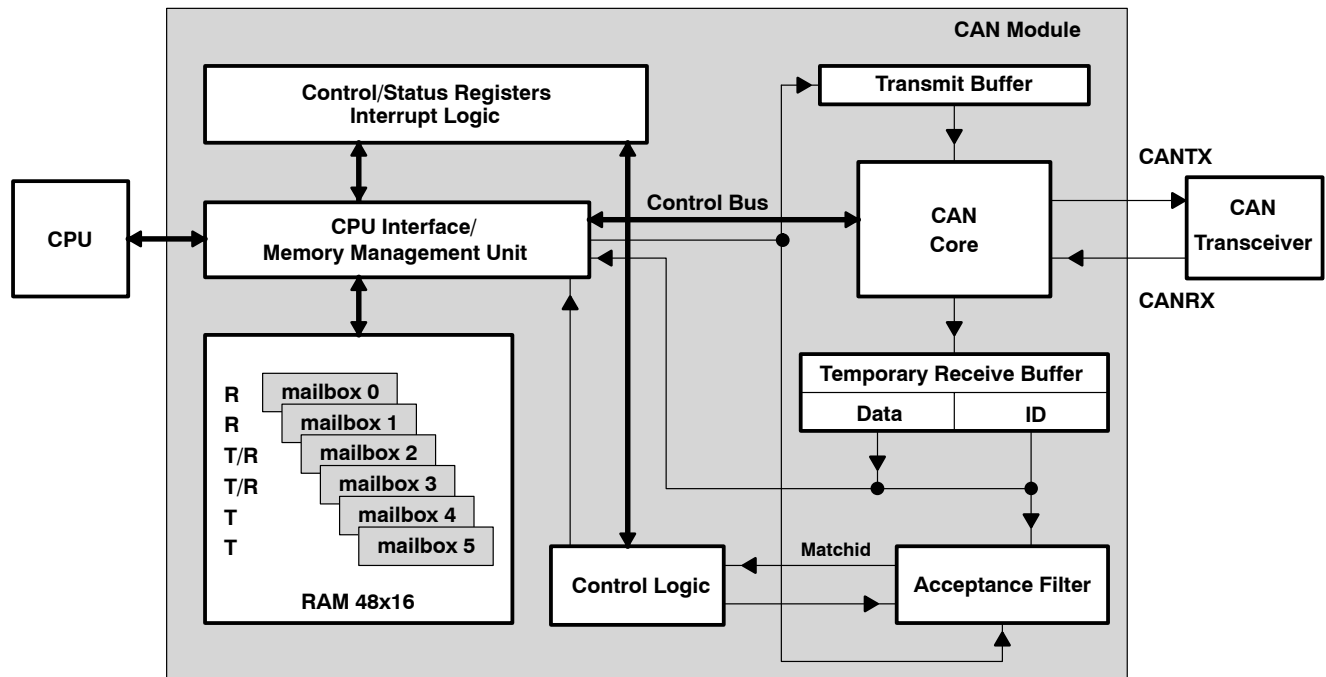 CAN Module
Control/Status Registers
Interrupt Logic
Transmit Buffer
CANTX
CPU
CPU Interface/
Memory Management Unit
Control Bus
CAN
Core
CAN
Transceiver
CANRX
Temporary Receive Buffer
Data
ID
R
mailbox 0
R
mailbox 1
T/R
mailbox 2
T/R
mailbox 3
T
mailbox 4
T
mailbox 5
RAM 48x16
Control Logic
Matchid
Acceptance Filter